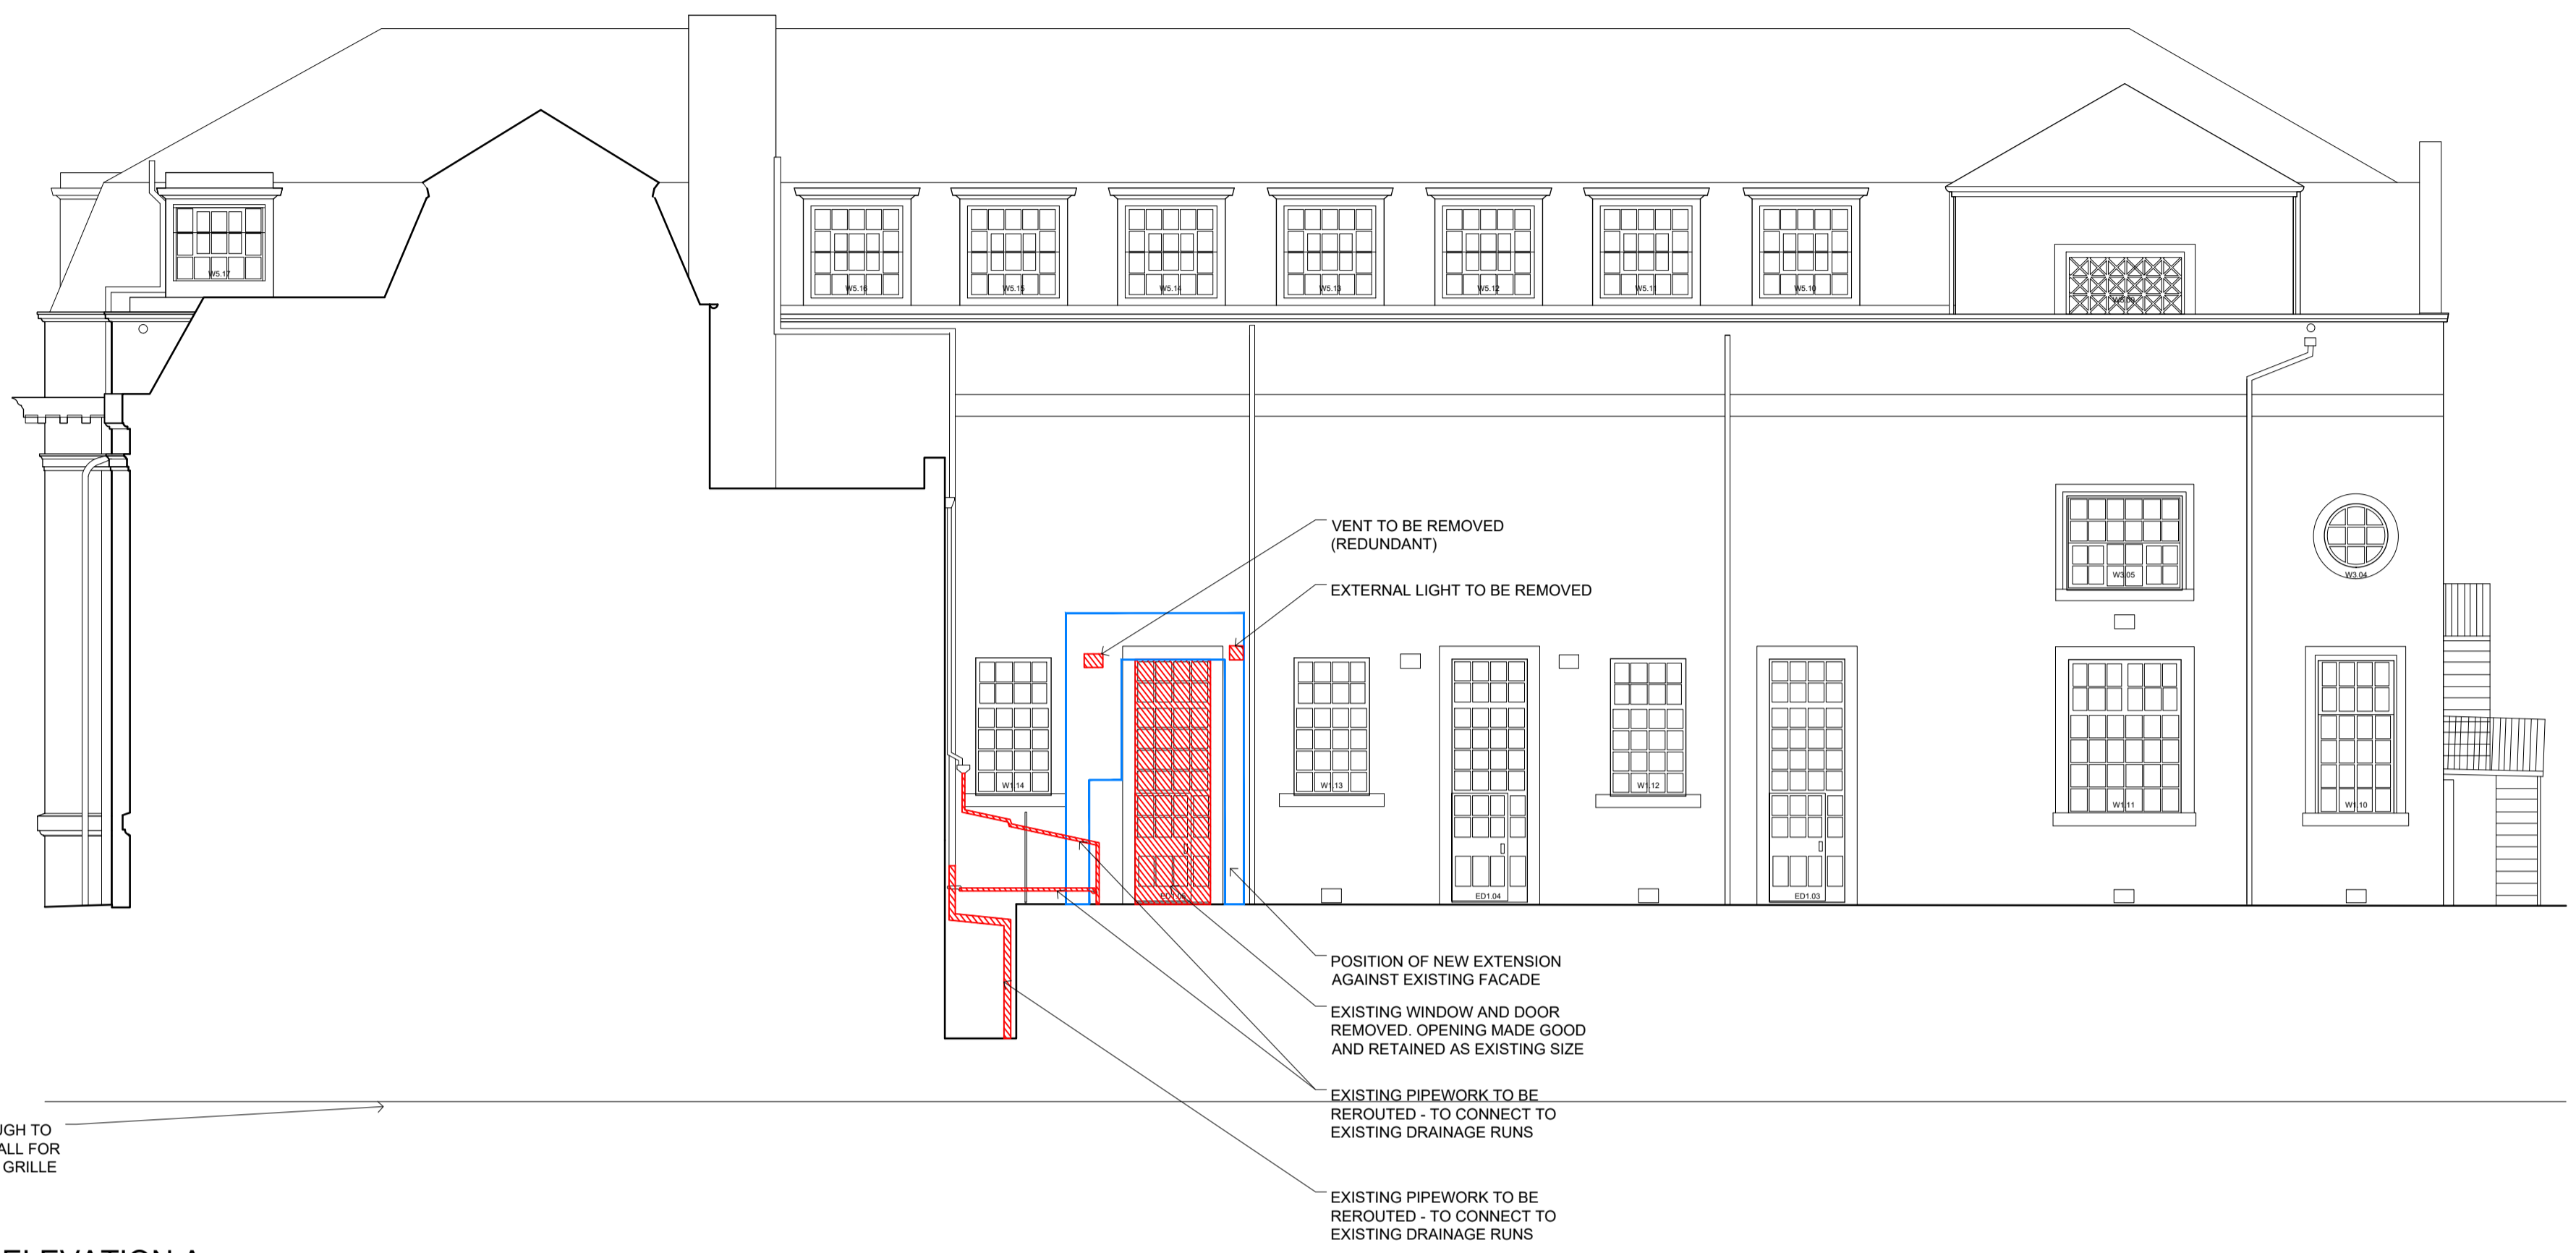 W5.17
W5.16
W5.15
W5.14
W5.13
W5.12
W5.11
W5.10
VENT TO BE REMOVED
(REDUNDANT)
EXTERNAL LIGHT TO BE REMOVED
W3.05
W3.04
W1.14
W1.13
W1.12
W1.11
W1.10
ED1.04
ED1.03
POSITION OF NEW EXTENSION
AGAINST EXISTING FACADE
EXISTING WINDOW AND DOOR
REMOVED. OPENING MADE GOOD
AND RETAINED AS EXISTING SIZE
EXISTING PIPEWORK TO BE
REROUTED - TO CONNECT TO
EXISTING DRAINAGE RUNS
TO
FOR
GRILLE
EXISTING PIPEWORK TO BE
REROUTED - TO CONNECT TO
EXISTING DRAINAGE RUNS
ELEVATION A